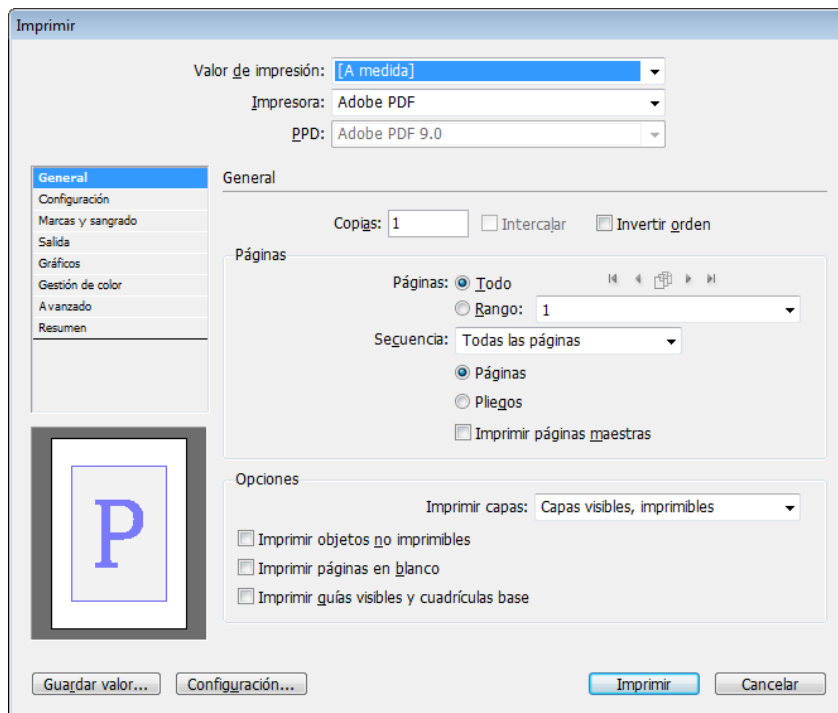 Imprimir
Valor de impresión: [A medida]
Impresora: Adobe PDF
PPD: Adobe PDF 9.0
General
Configuración
Marcas y sangrado
Salida
Gráficos
Gestión de color
Avanzado
Resumen
General
Copias: 1 Intercalar Invertir orden
Páginas
Páginas: Todo
Rango: 1
Secuencia: Todas las páginas
Páginas
Pliegos
Imprimir páginas maestras
Opciones
Imprimir capas: Capas visibles, imprimibles
Imprimir objetos no imprimibles
Imprimir páginas en blanco
Imprimir guías visibles y cuadrículas base
P
Guardar valor... Configuración... Imprimir Cancelar